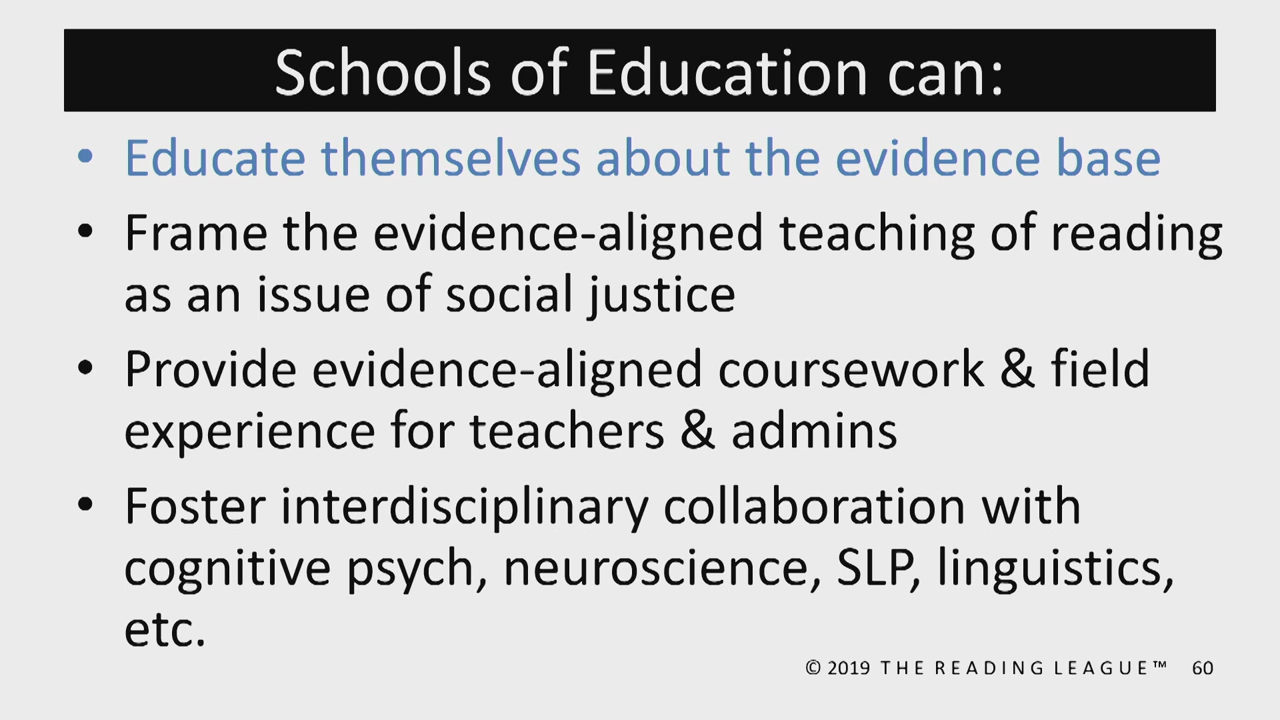 Schools of Education can:
• Educate themselves about the evidence base
• Frame the evidence-aligned teaching of reading
as an issue of social justice
• Provide evidence-aligned coursework & field
experience for teachers & admins
• Foster interdisciplinary collaboration with
cognitive psych, neuroscience, SLP, linguistics,
etc.
© 2019 THE READING LEAGUE™ 60